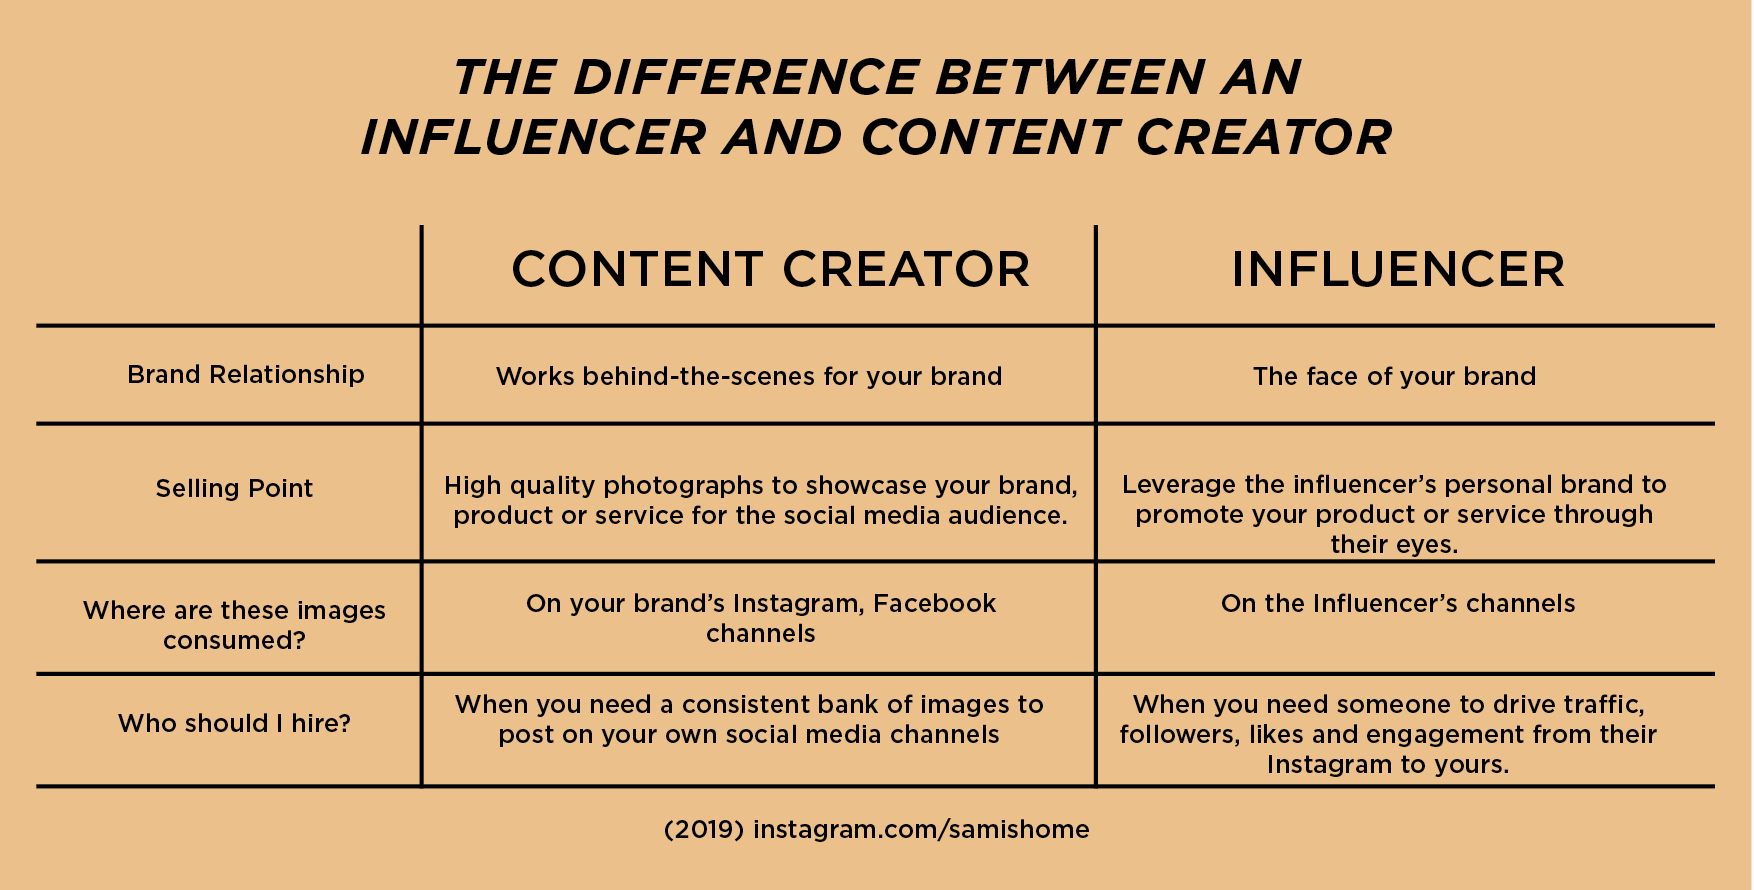 THE DIFFERENCE BETWEEN AN
INFLUENCER AND CONTENT CREATOR
CONTENT CREATOR
INFLUENCER
Brand Relationship
Works behind-the-scenes for your brand
The face of your brand
Selling Point
High quality photographs to showcase your brand,
product or service for the social media audience.
Leverage the influencer’s personal brand to
promote your product or service through
their eyes.
Where are these images
consumed?
On your brand’s Instagram, Facebook
channels
On the Influencer’s channels
Who should I hire?
When you need a consistent bank of images to
post on your own social media channels
When you need someone to drive traffic,
followers, likes and engagement from their
Instagram to yours.
(2019) instagram.com/samishome